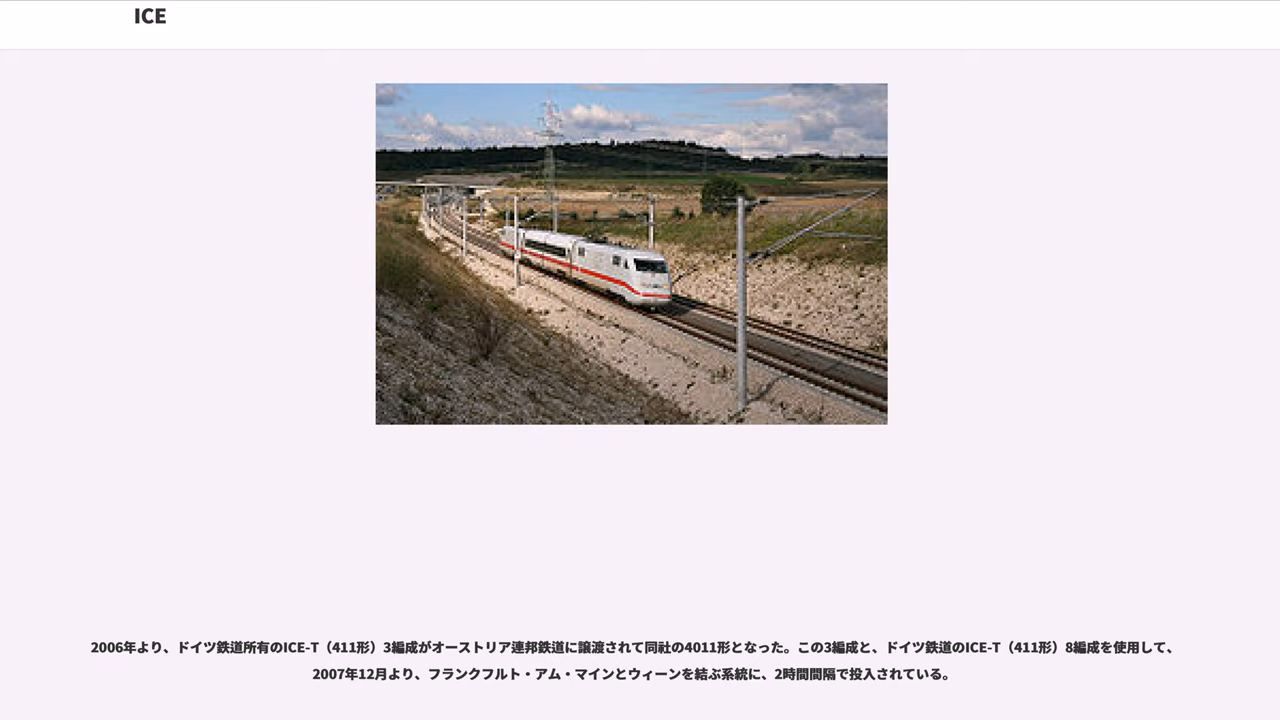 ICE
2006年より、ドイツ鉄道所有のICE-T（411形）3編成がオーストリア連邦鉄道に譲渡されて同社の4011形となった。この3編成と、ドイツ鉄道のICE-T（411形）8編成を使用して、
2007年12月より、フランクフルト・アム・マインとウィーンを結ぶ系統に、2時間間隔で投入されている。